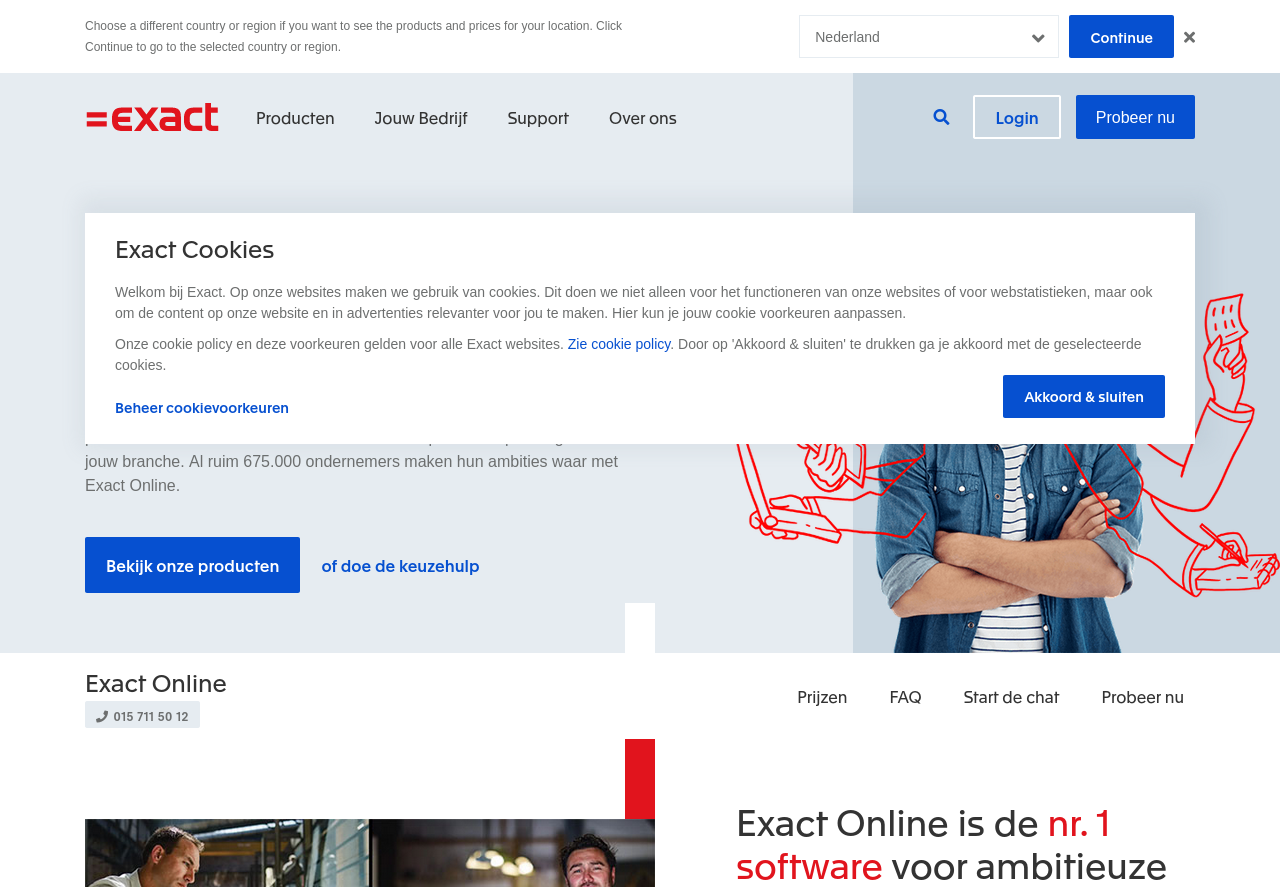 Choose a different country or region if you want to see the products and prices for your location. Click
Continue to go to the selected country or region.
Nederland
Continue
exact
Producten
Jouw Bedrijf
Support
Over ons
Login
Probeer nu
Exact Cookies
Welkom bij Exact. Op onze websites maken we gebruik van cookies. Dit doen we niet alleen voor het functioneren van onze websites of voor webstatistieken, maar ook
om de content op onze website en in advertenties relevanter voor jou te maken. Hier kun je jouw cookie voorkeuren aanpassen.
Onze cookie policy en deze voorkeuren gelden voor alle Exact websites. Zie cookie policy. Door op 'Akkoord & sluiten' te drukken ga je akkoord met de geselecteerde
cookies.
Beheer cookievoorkeuren
Akkoord & sluiten
jouw branche. Al ruim 675.000 ondernemers maken hun ambities waar met
Exact Online.
Bekijk onze producten
of doe de keuzehulp
Exact Online
015 711 50 12
Prijzen
FAQ
Start de chat
Probeer nu
Exact Online is de nr. 1
software voor ambitieuze